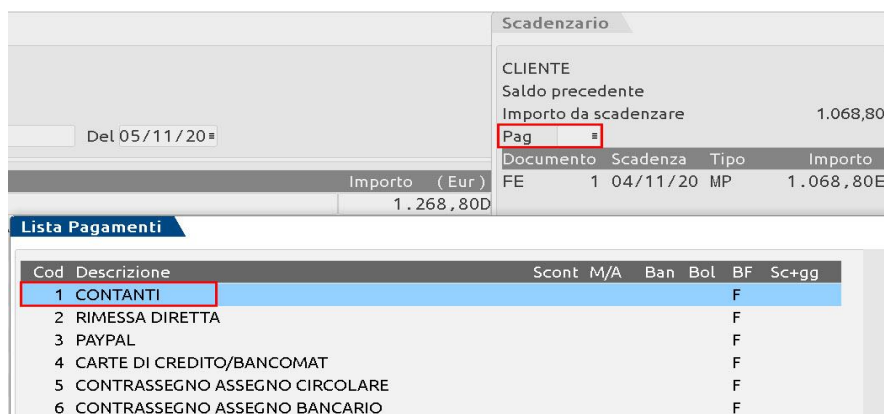 Scadenzario
CLIENTE
Saldo precedente
Importo da scadenzare 1.068,80
Del 05/11/20
Pag
Documento Scadenza Tipo Importo
Importo (Eur)
FE 1 04/11/20 MP 1.068,80E
1.268,80D
Lista Pagamenti
Cod Descrizione Scont M/A Ban Bol BF Sc+gg
1 CONTANTI F
2 RIMESSA DIRETTA F
3 PAYPAL F
4 CARTE DI CREDITO/BANCOMAT F
5 CONTRASSEGNO ASSEGNO CIRCOLARE F
6 CONTRASSEGNO ASSEGNO BANCARIO F